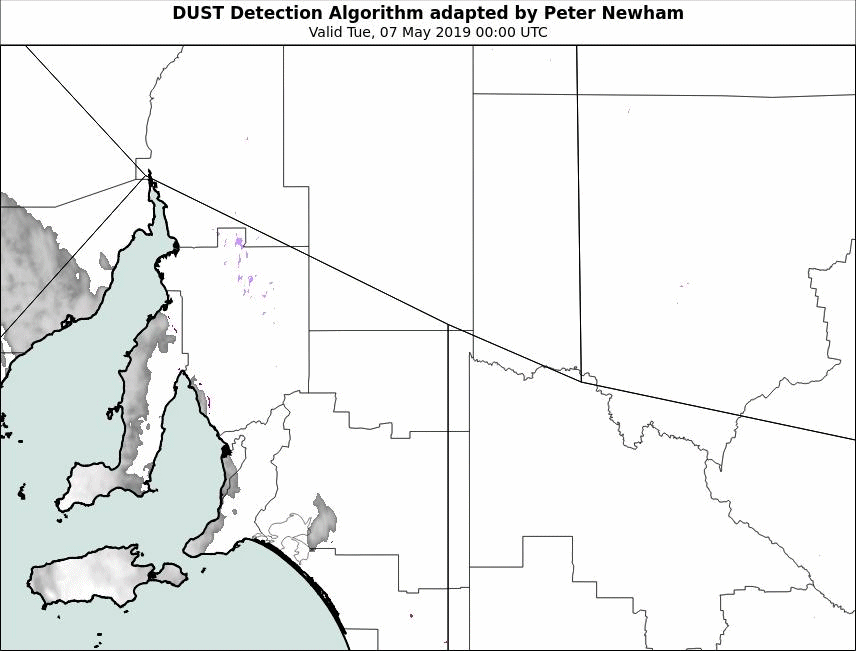 DUST Detection Algorithm adapted by Peter Newham
Valid Tue, 07 May 2019 00:00 UTC